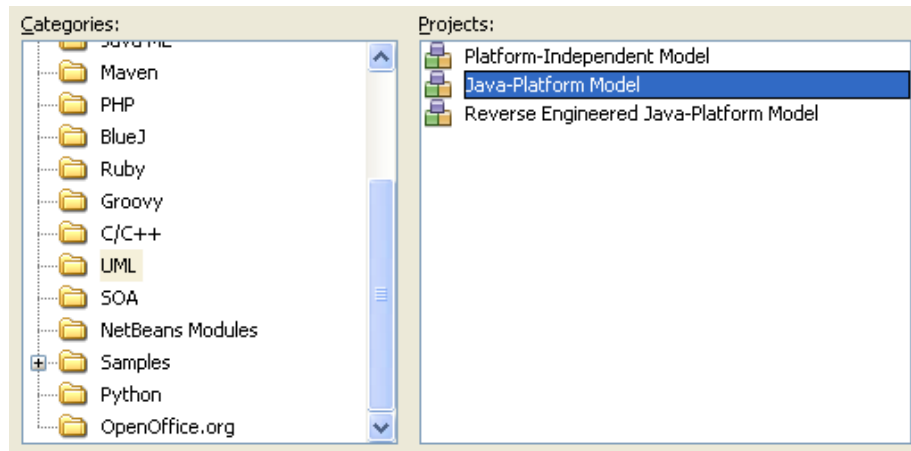 Categories:
Maven
PHP
BlueJ
Ruby
Groovy
C/C++
UML
SOA
NetBeans Modules
Samples
Python
OpenOffice.org
Projects:
Platform-Independent Model
Java-Platform Model
Reverse Engineered Java-Platform Model